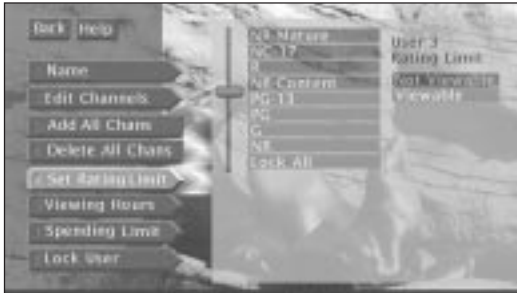 Back Help
Name
Edit Channels
Add All Chans
Delete All Chans
Set Rating Limit
Viewing Hours
Spending Limit
Lock User
NR Mature
NC-17
R
NR Content
PG-13
PG
G
NR
Lock All
User 3
Rating Limit
Not Viewable
Viewable